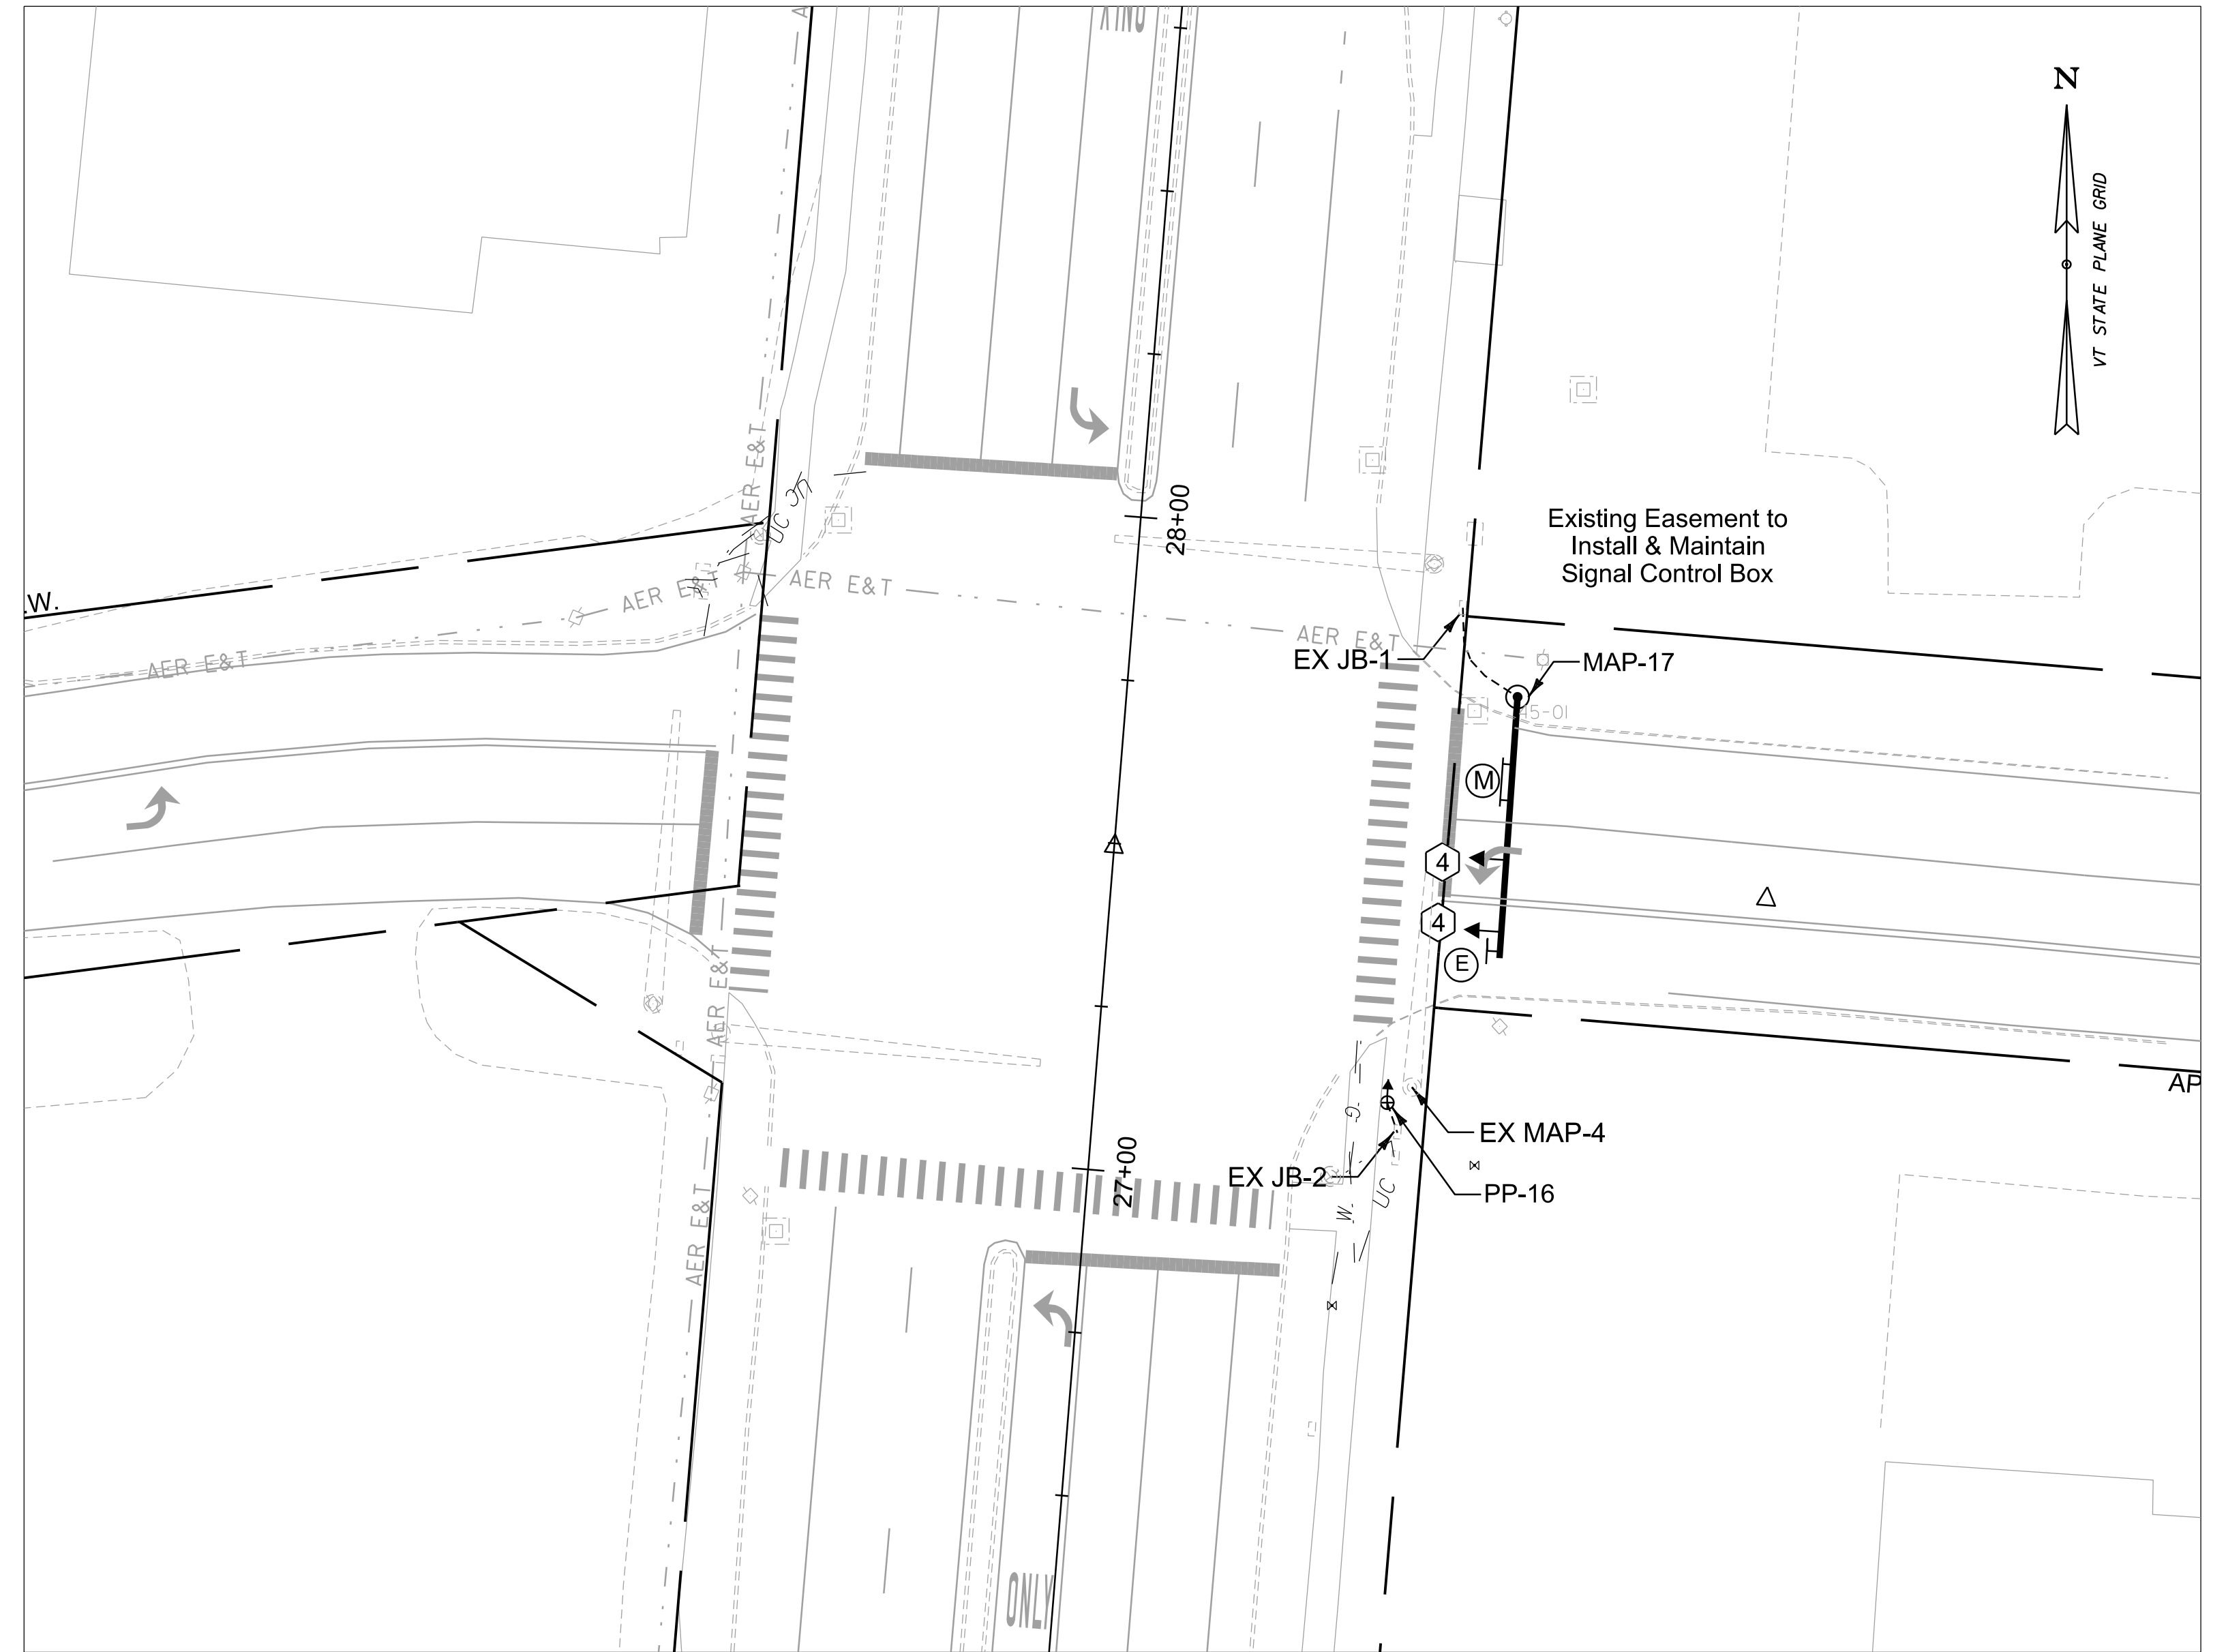 N
VT STATE PLANE GRID
AER E&T
28+00
UC
Existing Easement to
Install & Maintain
Signal Control Box
.W.
AER E&T
AER E&T
AER E&T
AER E&T
EX JB-1
MAP-17
M
4
4
E
AER E&T
AP
G
EX MAP-4
27+00
EX JB-2
PP-16
W
UC
AER E&T
ONLY